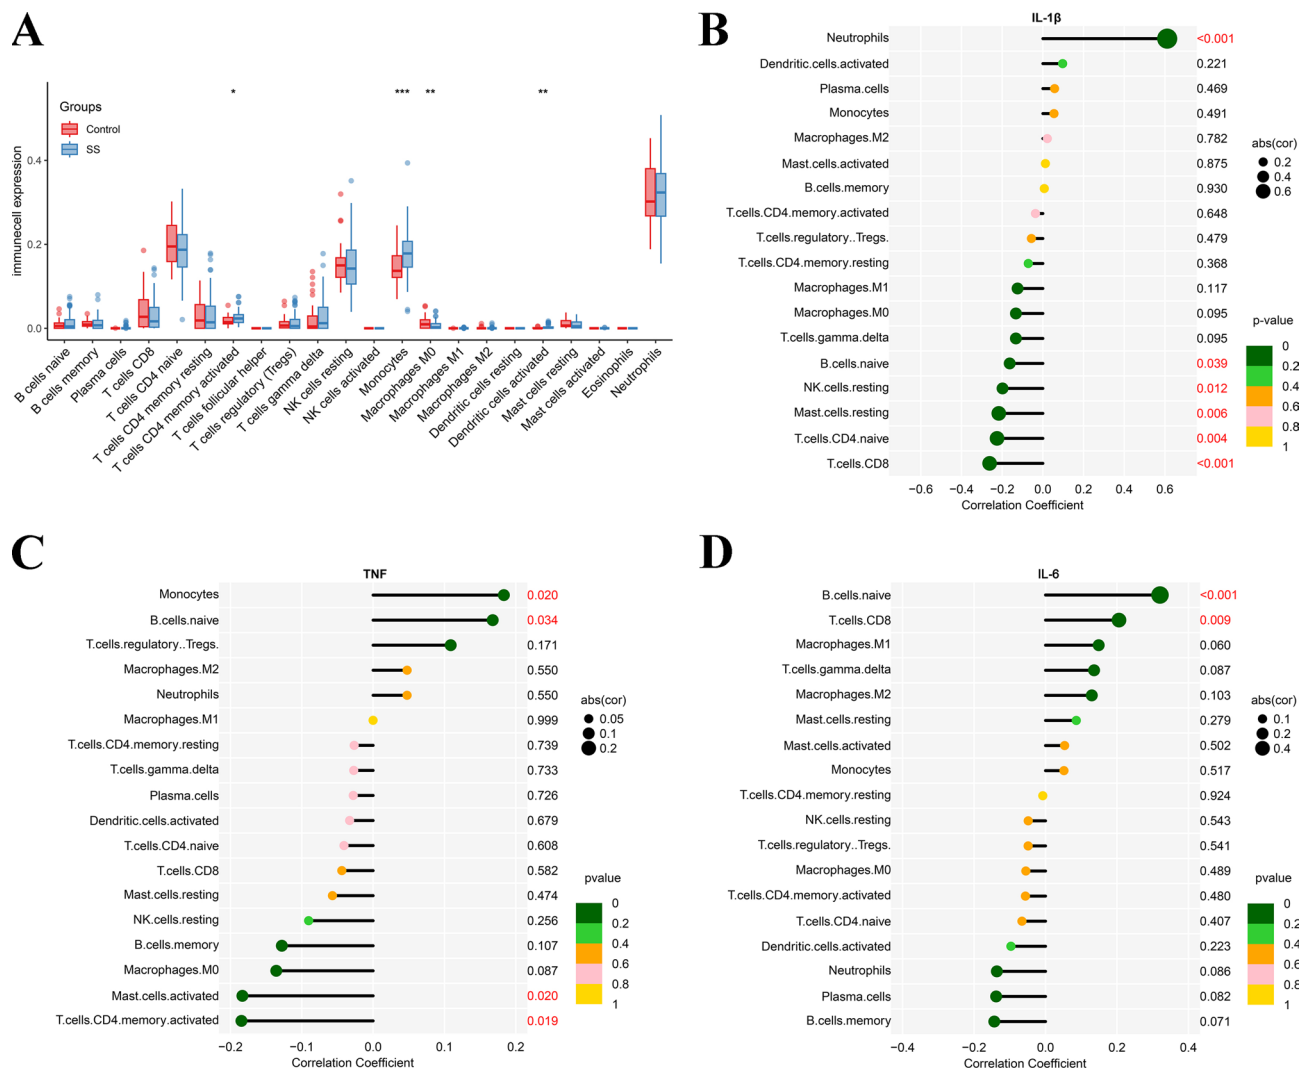 A
immunecell expression
0.4
0.2
0.0
Groups
Control
SS
*
***
**
**
B cells naive
B cells memory
Plasma cells
T cells CD8
T cells CD4 naive
T cells CD4 memory resting
T cells CD4 memory activated
T cells follicular helper
T cells regulatory (Tregs)
T cells gamma delta
NK cells resting
NK cells activated
Monocytes
Macrophages M0
Macrophages M1
Macrophages M2
Dendritic cells resting
Dendritic cells activated
Mast cells resting
Mast cells activated
Eosinophils
Neutrophils
B
IL-1β
Neutrophils <0.001
Dendritic.cells.activated 0.221
Plasma.cells 0.469
Monocytes 0.491
Macrophages.M2 0.782
Mast.cells.activated 0.875
B.cells.memory 0.930
T.cells.CD4.memory.activated 0.648
T.cells.regulatory..Tregs. 0.479
T.cells.CD4.memory.resting 0.368
Macrophages.M1 0.117
Macrophages.M0 0.095
T.cells.gamma.delta 0.095
B.cells.naive 0.039
NK.cells.resting 0.012
Mast.cells.resting 0.006
T.cells.CD4.naive 0.004
T.cells.CD8 <0.001
−0.6 −0.4 −0.2 0.0 0.2 0.4 0.6
Correlation Coefficient
abs(cor)
0.2
0.4
0.6
p-value
0
0.2
0.4
0.6
0.8
1
C
TNF
Monocytes 0.020
B.cells.naive 0.034
T.cells.regulatory..Tregs. 0.171
Macrophages.M2 0.550
Neutrophils 0.550
Macrophages.M1 0.999
T.cells.CD4.memory.resting 0.739
T.cells.gamma.delta 0.733
Plasma.cells 0.726
Dendritic.cells.activated 0.679
T.cells.CD4.naive 0.608
T.cells.CD8 0.582
Mast.cells.resting 0.474
NK.cells.resting 0.256
B.cells.memory 0.107
Macrophages.M0 0.087
Mast.cells.activated 0.020
T.cells.CD4.memory.activated 0.019
−0.2 −0.1 0.0 0.1 0.2
Correlation Coefficient
abs(cor)
0.05
0.1
0.2
pvalue
0
0.2
0.4
0.6
0.8
1
D
IL-6
B.cells.naive <0.001
T.cells.CD8 0.009
Macrophages.M1 0.060
T.cells.gamma.delta 0.087
Macrophages.M2 0.103
Mast.cells.resting 0.279
Mast.cells.activated 0.502
Monocytes 0.517
T.cells.CD4.memory.resting 0.924
NK.cells.resting 0.543
T.cells.regulatory..Tregs. 0.541
Macrophages.M0 0.489
T.cells.CD4.memory.activated 0.480
T.cells.CD4.naive 0.407
Dendritic.cells.activated 0.223
Neutrophils 0.086
Plasma.cells 0.082
B.cells.memory 0.071
−0.4 −0.2 0.0 0.2 0.4
Correlation Coefficient
abs(cor)
0.1
0.2
0.4
pvalue
0
0.2
0.4
0.6
0.8
1